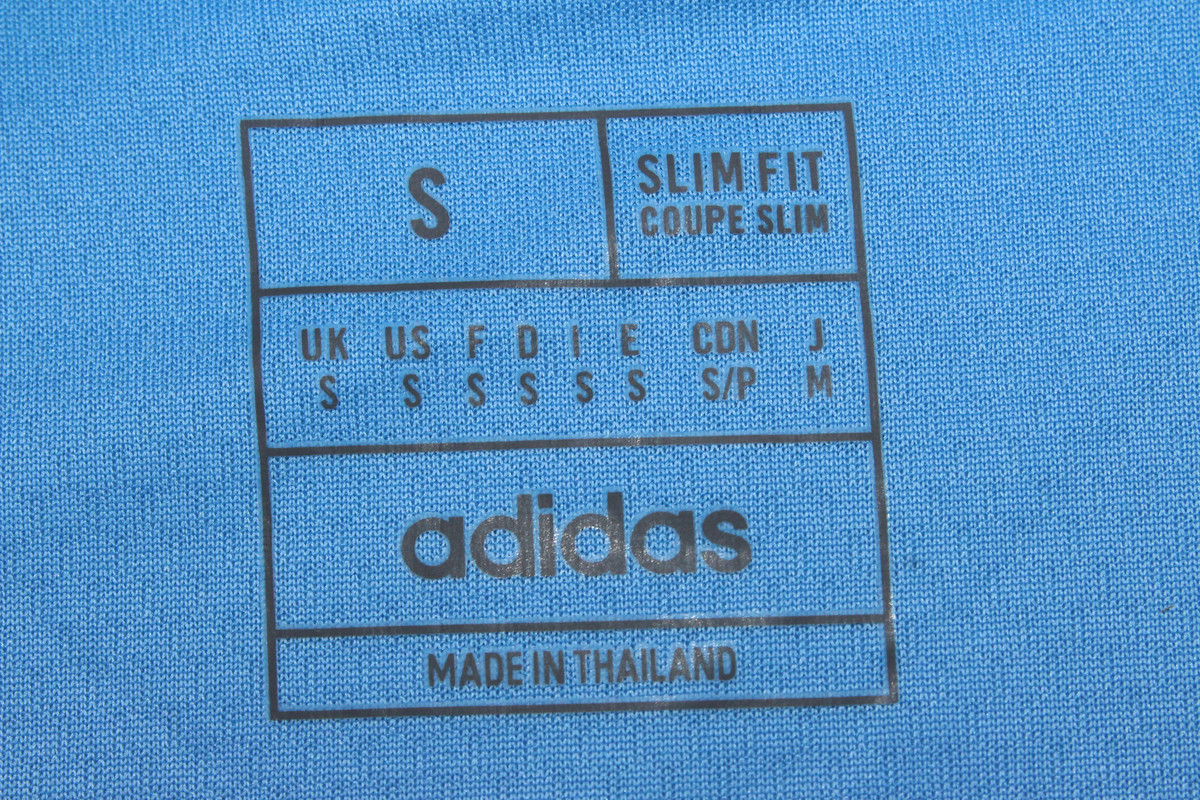 S
SLIM FIT
COUPE SLIM
UK US F D I E CDN J
S S S S S S S/P M
adidas
MADE IN THAILAND